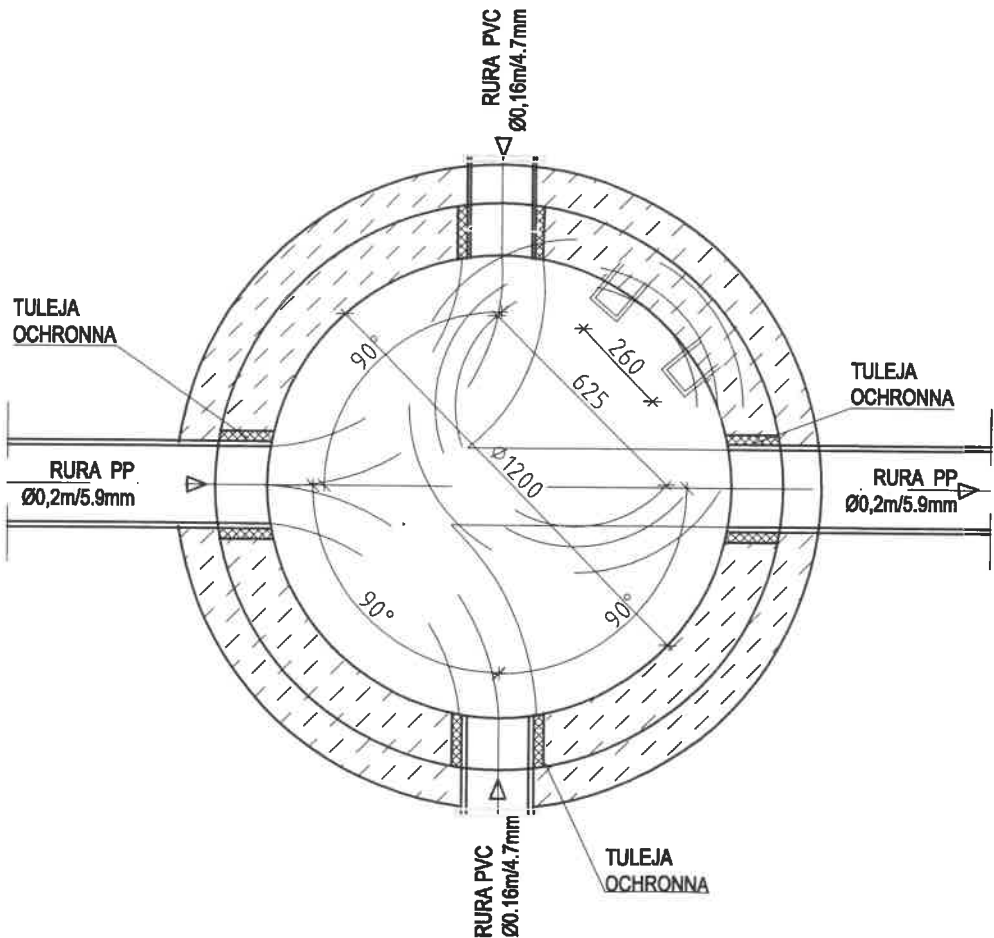 RURA PVC
Ø0,16m/4.7mm
TULEJA
OCHRONNA
90°
260
625
TULEJA
OCHRONNA
RURA PP
Ø0,2m/5.9mm
Ø1200
RURA PP
Ø0,2m/5.9mm
90°
90°
RURA PVC
Ø0.16m/4.7mm
TULEJA
OCHRONNA